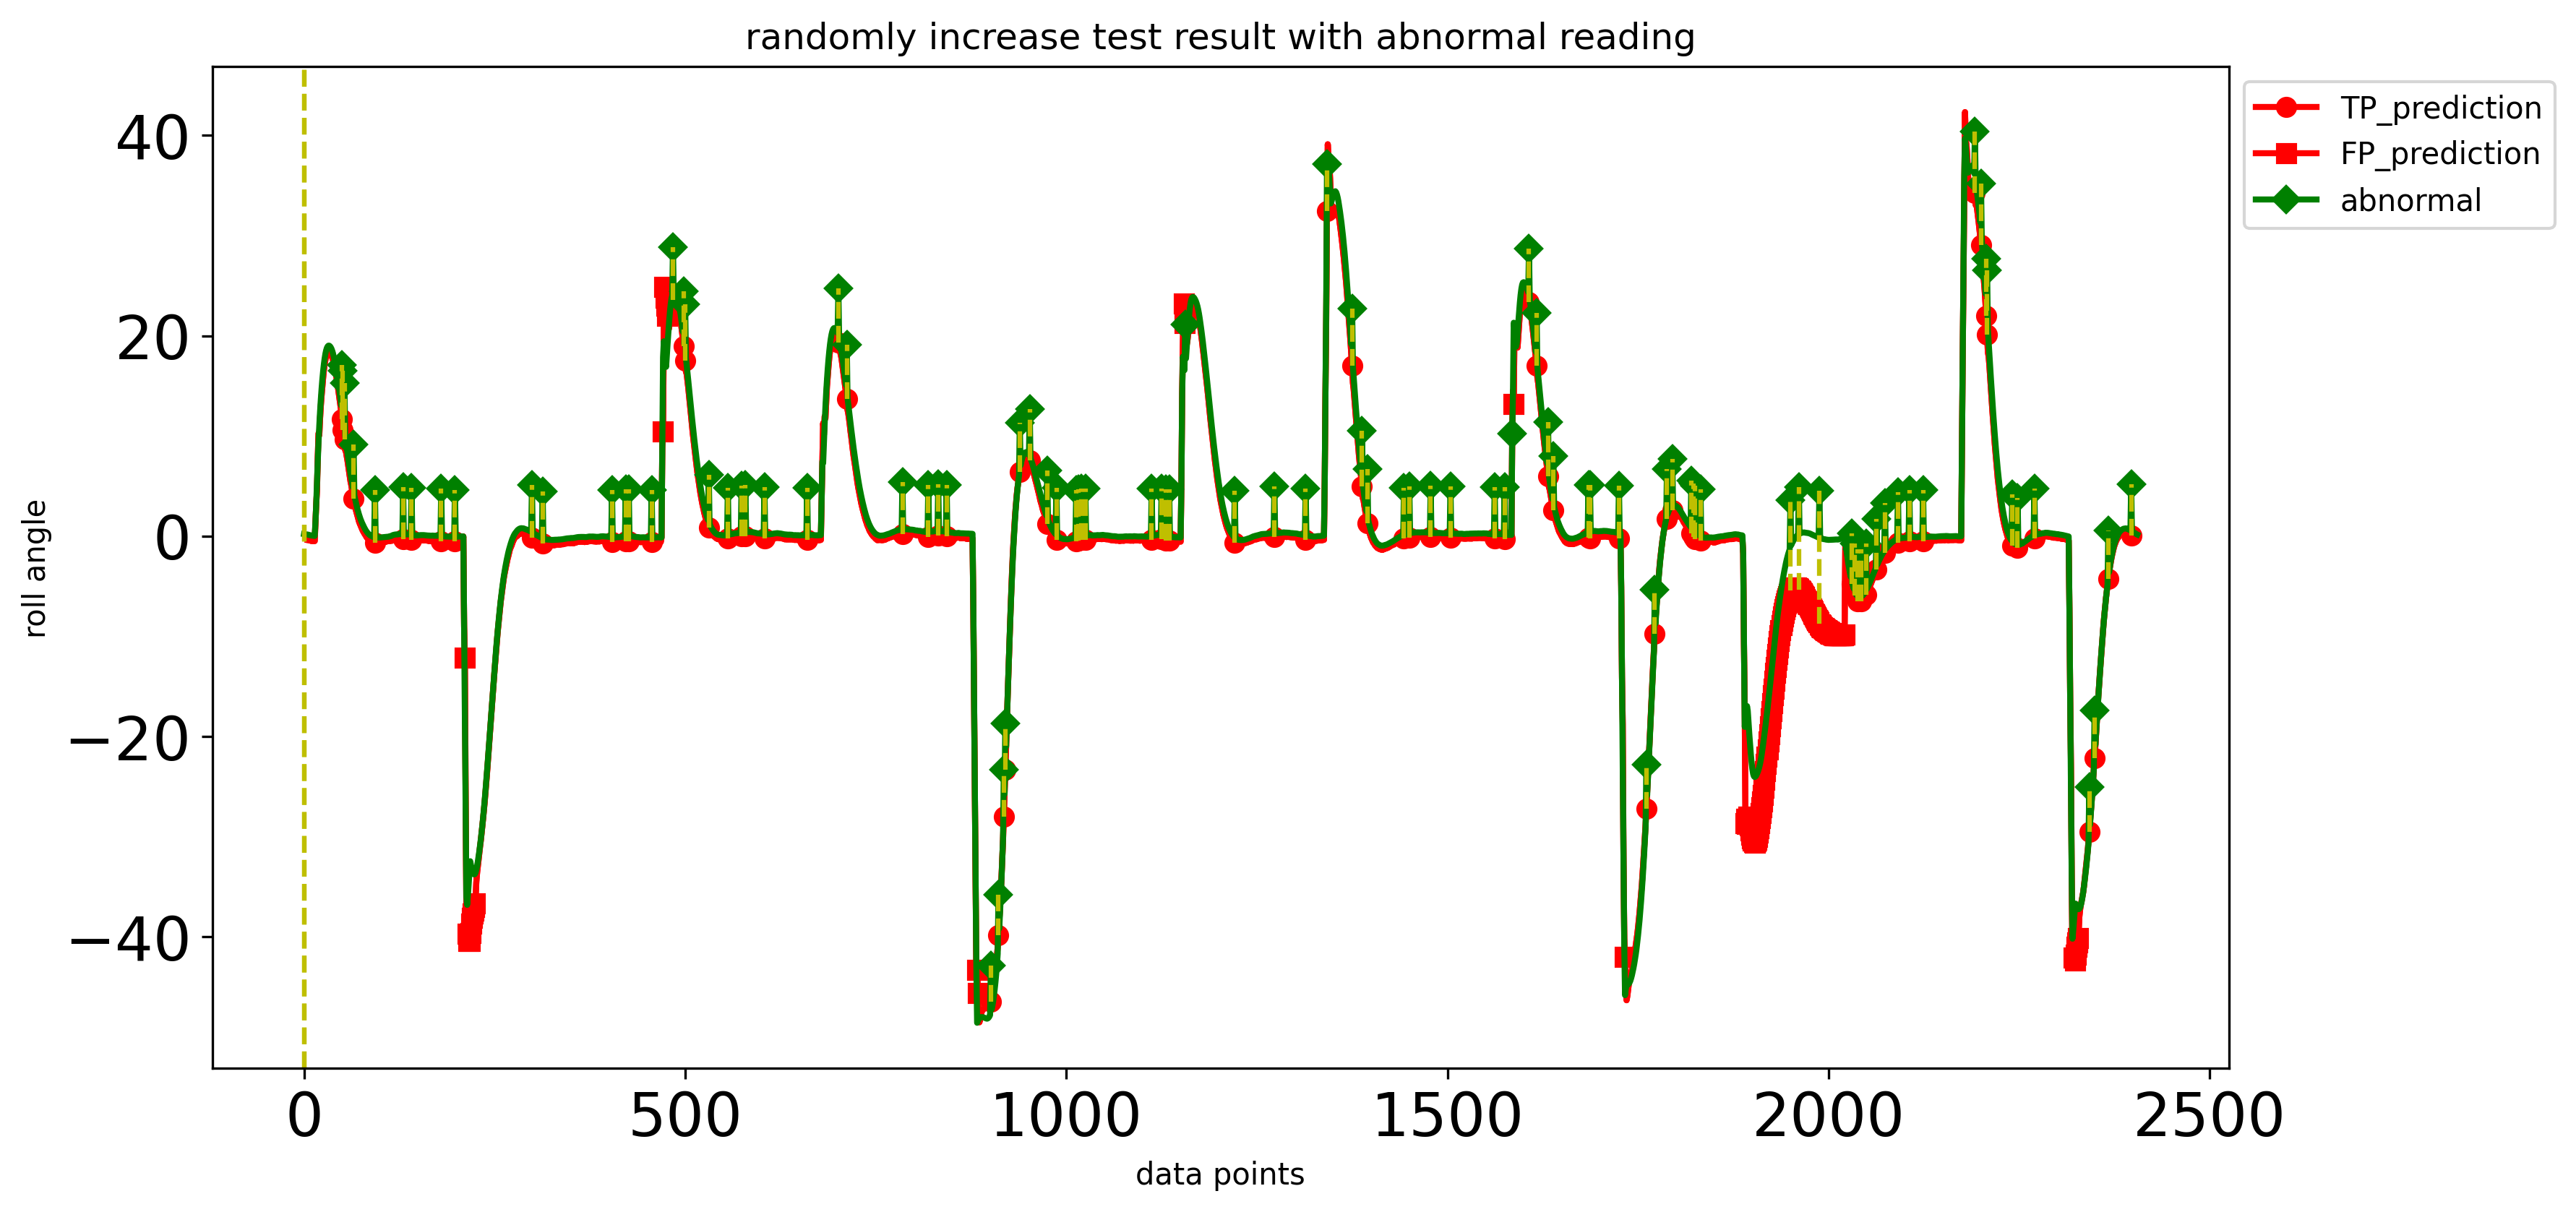 randomly increase test result with abnormal reading
TP_prediction
FP_prediction
abnormal
roll angle
40
20
0
−20
−40
0 500 1000 1500 2000 2500
data points